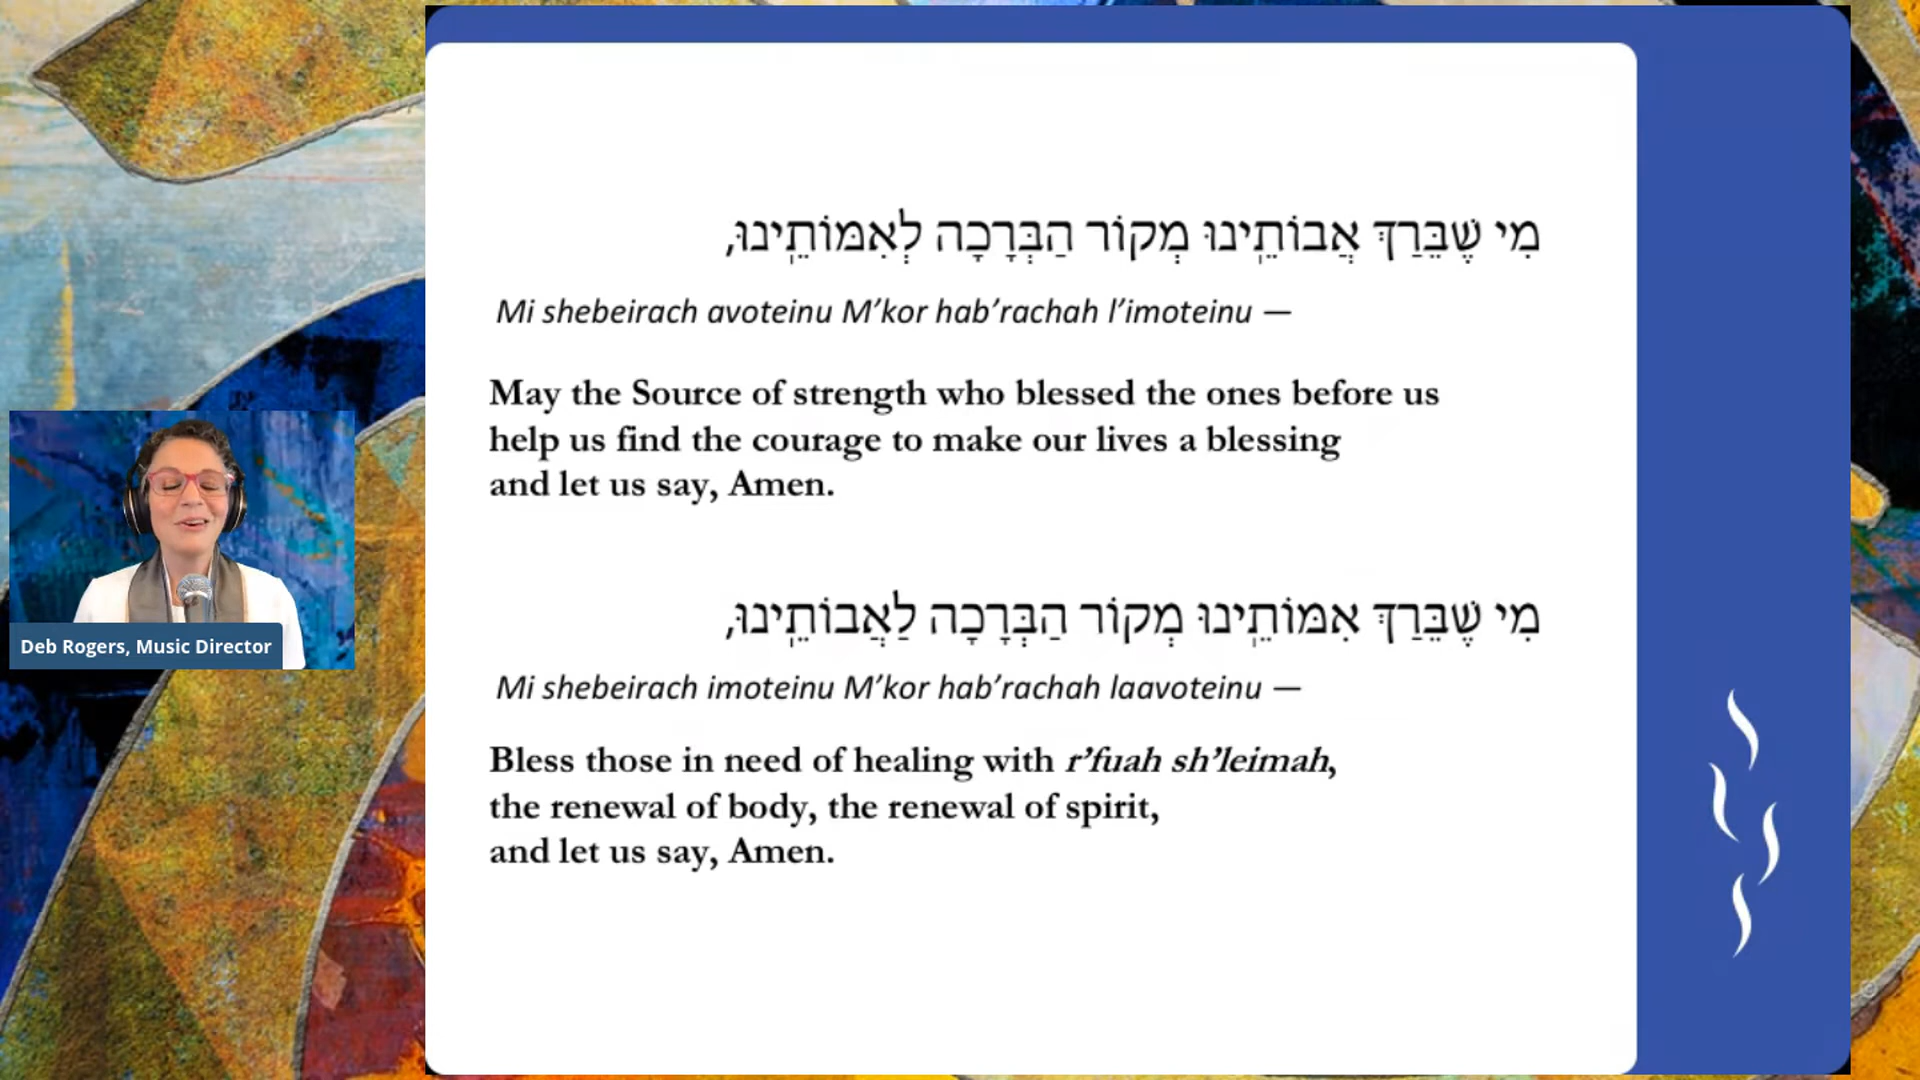 מִי שֶׁבֵּרַךְ אֲבוֹתֵֽינוּ מְקוֹר הַבְּרָכָה לְאִמּוֹתֵֽינוּ,
Mi shebeirach avoteinu M’kor hab’rachah l’imoteinu —
May the Source of strength who blessed the ones before us
help us find the courage to make our lives a blessing
and let us say, Amen.
מִי שֶׁבֵּרַךְ אִמּוֹתֵֽינוּ מְקוֹר הַבְּרָכָה לַאֲבוֹתֵֽינוּ,
Mi shebeirach imoteinu M’kor hab’rachah laavoteinu —
Bless those in need of healing with r’fuah sh’leimah,
the renewal of body, the renewal of spirit,
and let us say, Amen.
Deb Rogers, Music Director